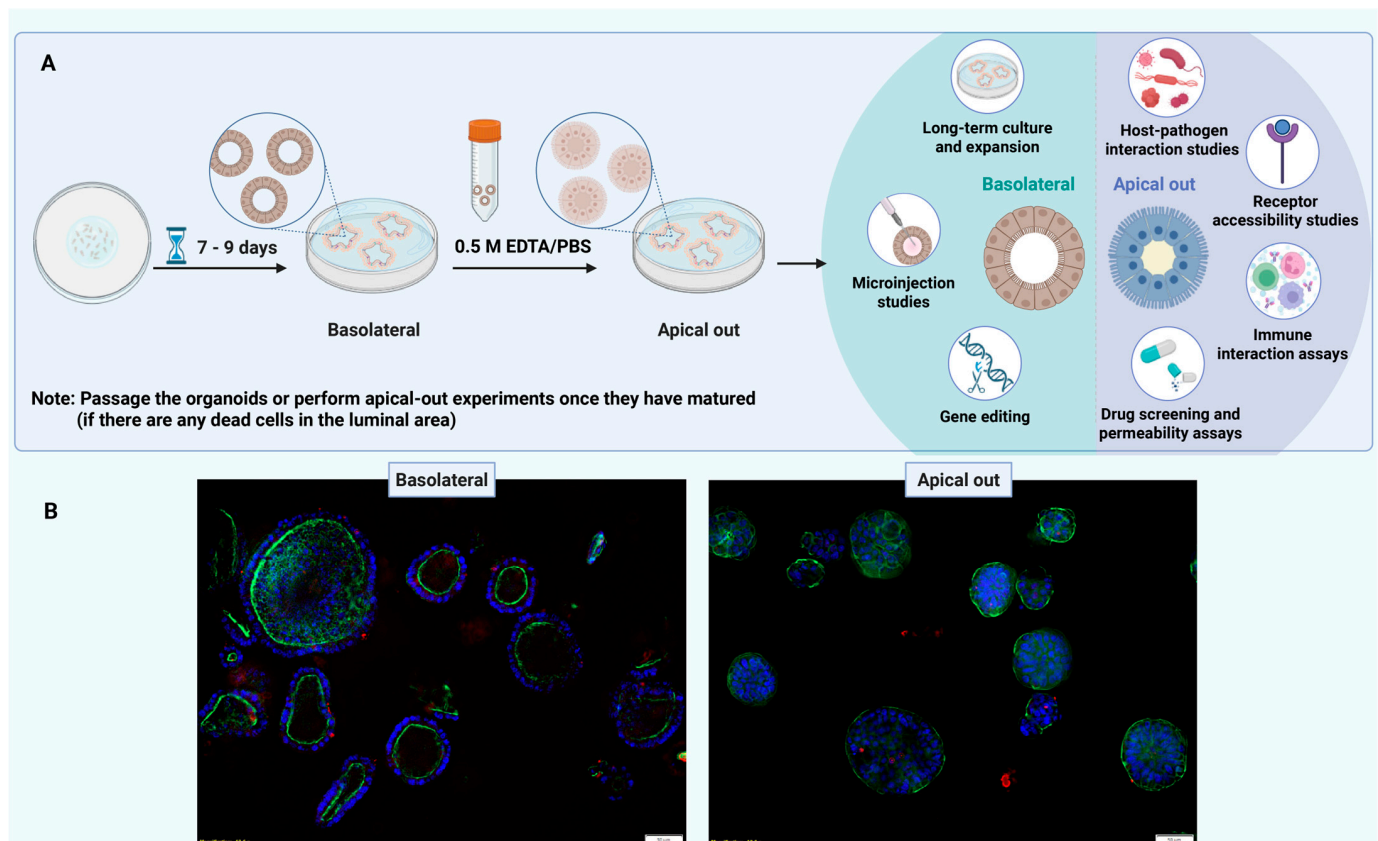 A
7 - 9 days
0.5 M EDTA/PBS
Basolateral
Apical out
Note: Passage the organoids or perform apical-out experiments once they have matured
(if there are any dead cells in the luminal area)
Long-term culture
and expansion
Basolateral
Microinjection
studies
Gene editing
Host-pathogen
interaction studies
Apical out
Receptor
accessibility studies
Immune
interaction assays
Drug screening and
permeability assays
B
Basolateral
Apical out